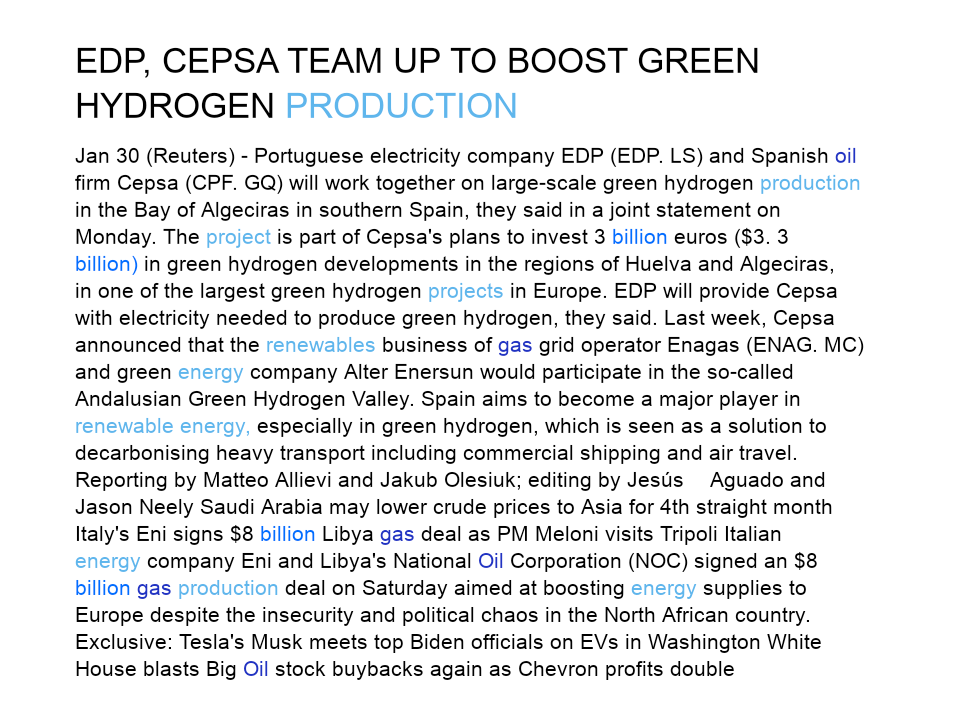 EDP, CEPSA TEAM UP TO BOOST GREEN
HYDROGEN PRODUCTION
Jan 30 (Reuters) - Portuguese electricity company EDP (EDP. LS) and Spanish oil
firm Cepsa (CPF. GQ) will work together on large-scale green hydrogen production
in the Bay of Algeciras in southern Spain, they said in a joint statement on
Monday. The project is part of Cepsa's plans to invest 3 billion euros ($3. 3
billion) in green hydrogen developments in the regions of Huelva and Algeciras,
in one of the largest green hydrogen projects in Europe. EDP will provide Cepsa
with electricity needed to produce green hydrogen, they said. Last week, Cepsa
announced that the renewables business of gas grid operator Enagas (ENAG. MC)
and green energy company Alter Enersun would participate in the so-called
Andalusian Green Hydrogen Valley. Spain aims to become a major player in
renewable energy, especially in green hydrogen, which is seen as a solution to
decarbonising heavy transport including commercial shipping and air travel.
Reporting by Matteo Allievi and Jakub Olesiuk; editing by Jesús    Aguado and
Jason Neely Saudi Arabia may lower crude prices to Asia for 4th straight month
Italy's Eni signs $8 billion Libya gas deal as PM Meloni visits Tripoli Italian
energy company Eni and Libya's National Oil Corporation (NOC) signed an $8
billion gas production deal on Saturday aimed at boosting energy supplies to
Europe despite the insecurity and political chaos in the North African country.
Exclusive: Tesla's Musk meets top Biden officials on EVs in Washington White
House blasts Big Oil stock buybacks again as Chevron profits double